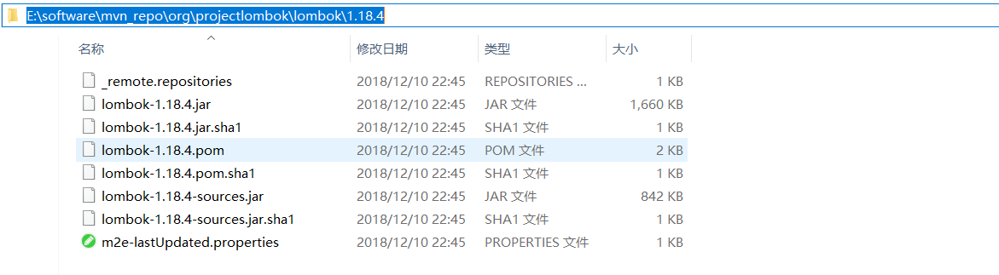 E:\software\mvn_repo\org\projectlombok\lombok\1.18.4
名称 修改日期 类型 大小
_remote.repositories 2018/12/10 22:45 REPOSITORIES ... 1 KB
lombok-1.18.4.jar 2018/12/10 22:45 JAR 文件 1,660 KB
lombok-1.18.4.jar.sha1 2018/12/10 22:45 SHA1 文件 1 KB
lombok-1.18.4.pom 2018/12/10 22:45 POM 文件 2 KB
lombok-1.18.4.pom.sha1 2018/12/10 22:45 SHA1 文件 1 KB
lombok-1.18.4-sources.jar 2018/12/10 22:45 JAR 文件 842 KB
lombok-1.18.4-sources.jar.sha1 2018/12/10 22:45 SHA1 文件 1 KB
m2e-lastUpdated.properties 2018/12/10 22:45 PROPERTIES 文件 1 KB